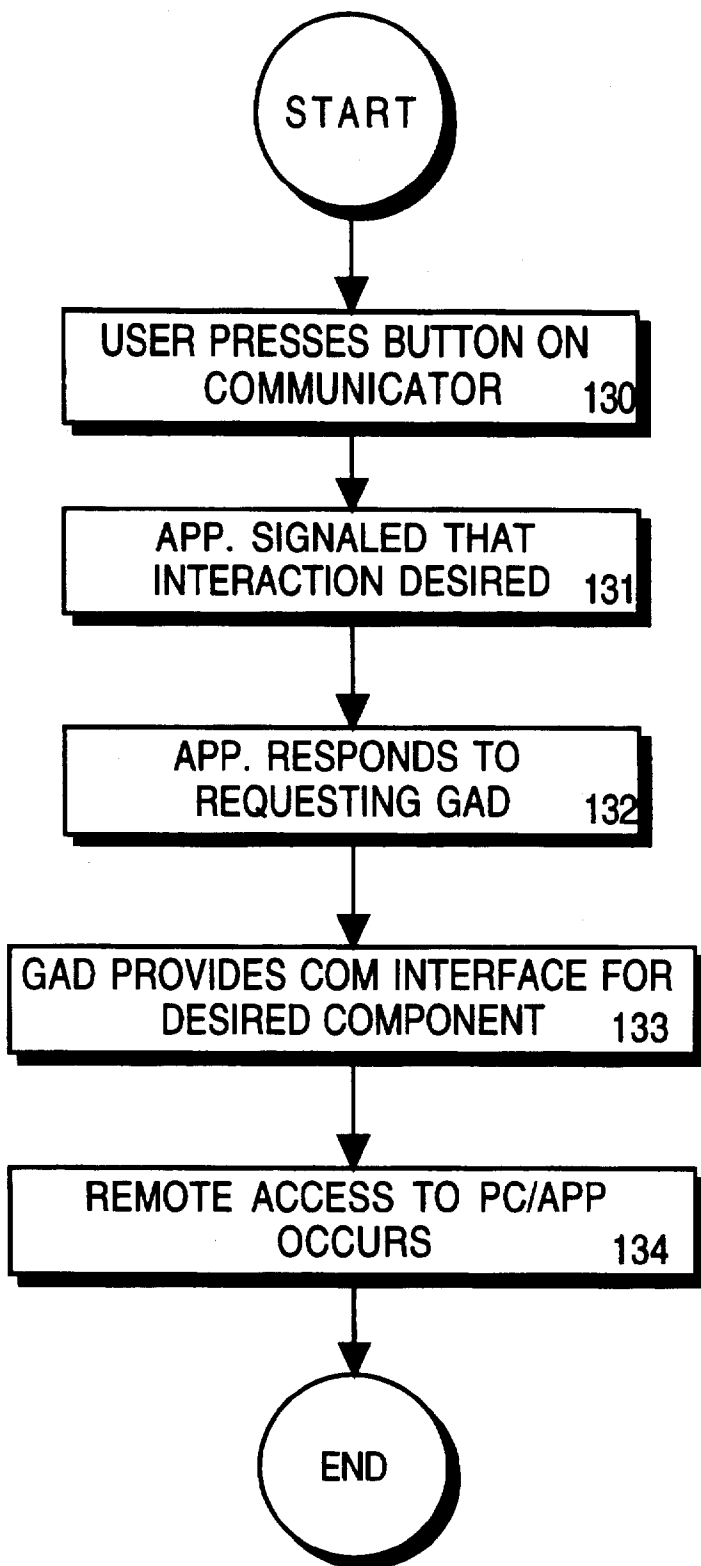 START
USER PRESSES BUTTON ON
COMMUNICATOR 130
APP. SIGNALED THAT
INTERACTION DESIRED 131
APP. RESPONDS TO
REQUESTING GAD 132
GAD PROVIDES COM INTERFACE FOR
DESIRED COMPONENT 133
REMOTE ACCESS TO PC/APP
OCCURS 134
END